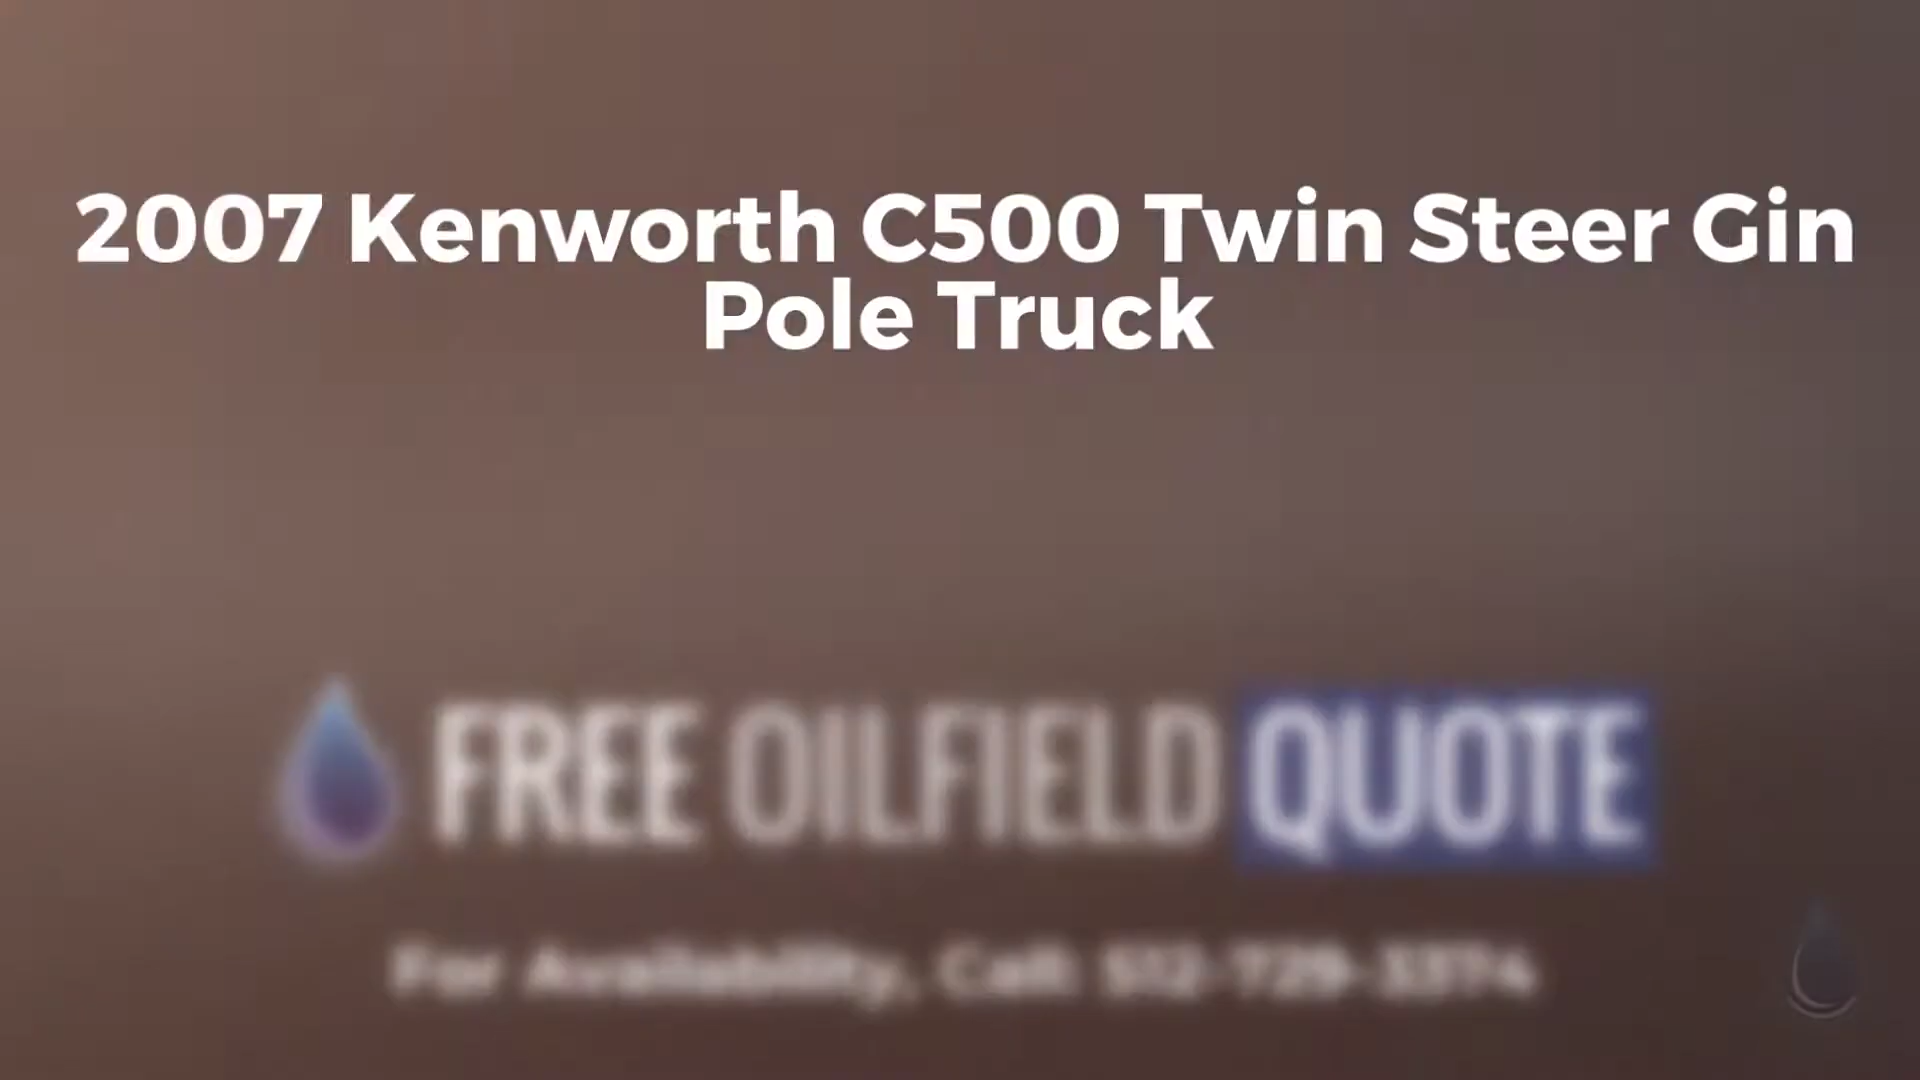 2007 Kenworth C500 Twin Steer Gin
Pole Truck
FREE OILFIELD QUOTE
For Availability, Call: 512-729-3374